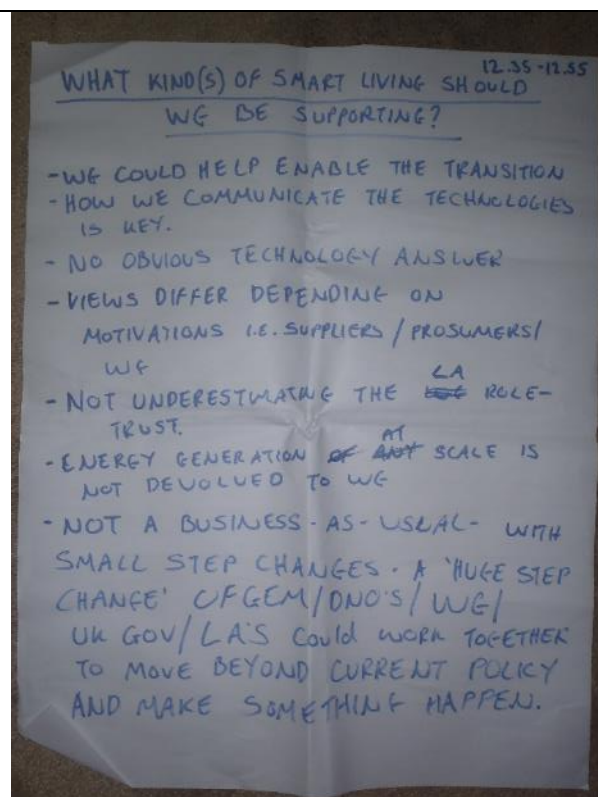 12.35-12.55
WHAT KIND(S) OF SMART LIVING SHOULD
WG BE SUPPORTING?
- WG COULD HELP ENABLE THE TRANSITION
- HOW WE COMMUNICATE THE TECHNOLOGIES
IS KEY.
- NO OBVIOUS TECHNOLOGY ANSWER
- VIEWS DIFFER DEPENDING ON
MOTIVATIONS I.E. SUPPLIERS / PROSUMERS/
WG
- NOT UNDERESTIMATING THE LA ROLE-
TRUST.
- ENERGY GENERATION AT SCALE IS
NOT DEVOLVED TO WG
- NOT A BUSINESS-AS-USUAL- WITH
SMALL STEP CHANGES. A 'HUGE STEP
CHANGE' OFGEM/DNO'S/WG/
UK GOV/LA'S COULD WORK TOGETHER
TO MOVE BEYOND CURRENT POLICY
AND MAKE SOMETHING HAPPEN.